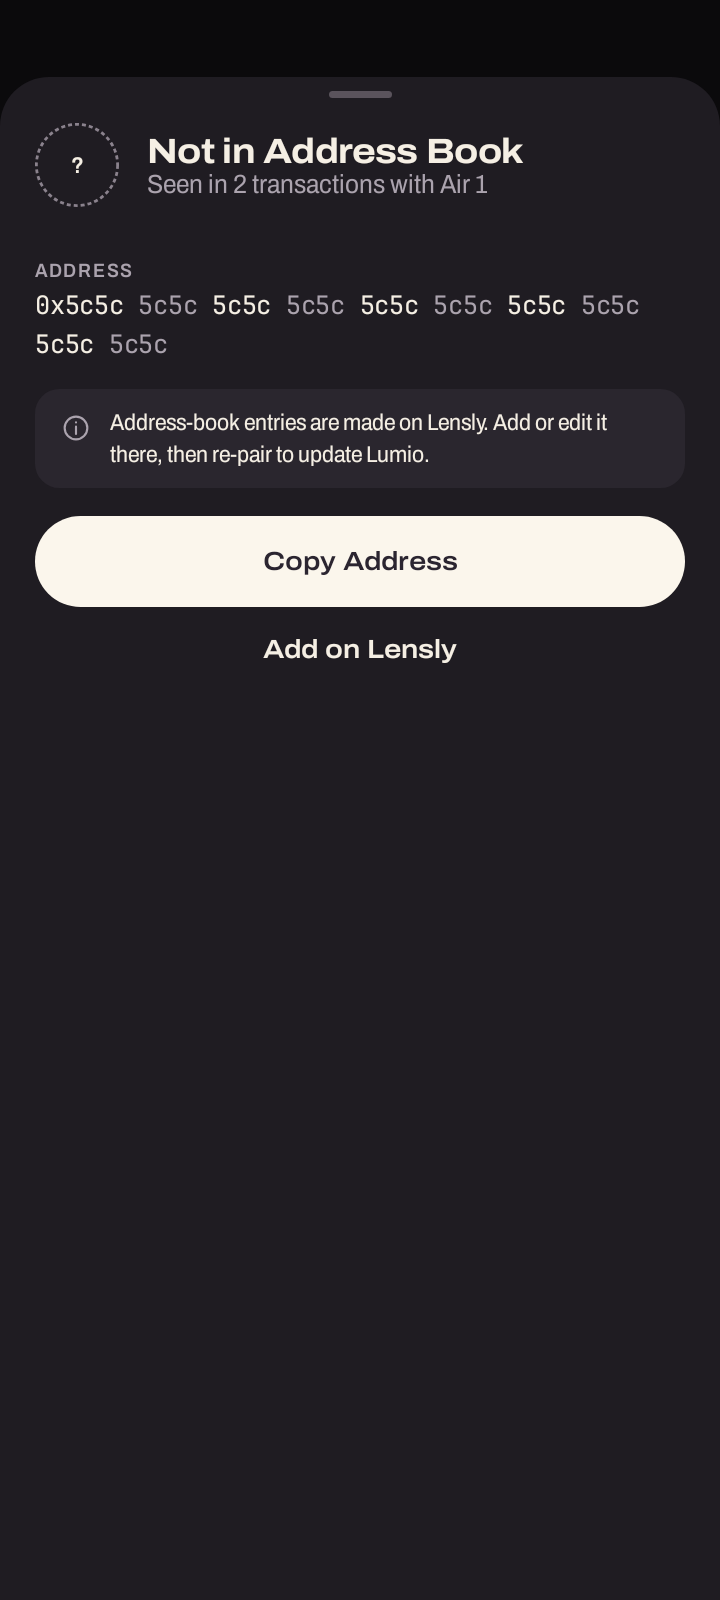 ?
Not in Address Book
Seen in 2 transactions with Air 1
ADDRESS
0x5c5c 5c5c 5c5c 5c5c 5c5c 5c5c 5c5c 5c5c
5c5c 5c5c
Address-book entries are made on Lensly. Add or edit it
there, then re-pair to update Lumio.
Copy Address
Add on Lensly